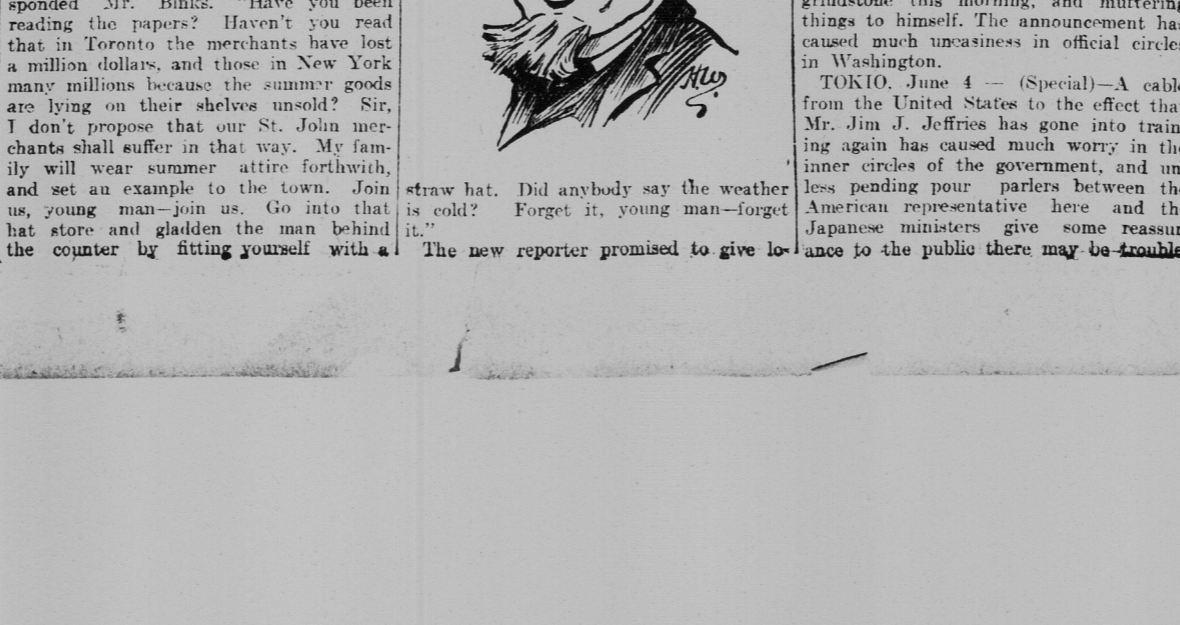 sponded Mr. Binks. "Have you been
reading the papers? Haven't you read
that in Toronto the merchants have lost
a million dollars, and those in New York
many millions because the summer goods
are lying on their shelves unsold? Sir,
I don't propose that our St. John mer-
chants shall suffer in that way. My fam-
ily will wear summer attire forthwith,
and set an example to the town. Join
us, young man—join us. Go into that
hat store and gladden the man behind
the counter by fitting yourself with a
straw hat. Did anybody say the weather
is cold? Forget it, young man—forget
it."
The new reporter promised to give lo-
grindstone this morning, and muttering
things to himself. The announcement has
caused much uneasiness in official circles
in Washington.
TOKIO, June 4 — (Special)—A cable
from the United States to the effect that
Mr. Jim J. Jeffries has gone into train-
ing again has caused much worry in the
inner circles of the government, and un-
less pending pour parlers between the
American representative here and the
Japanese ministers give some reassur-
ance to the public there may be trouble